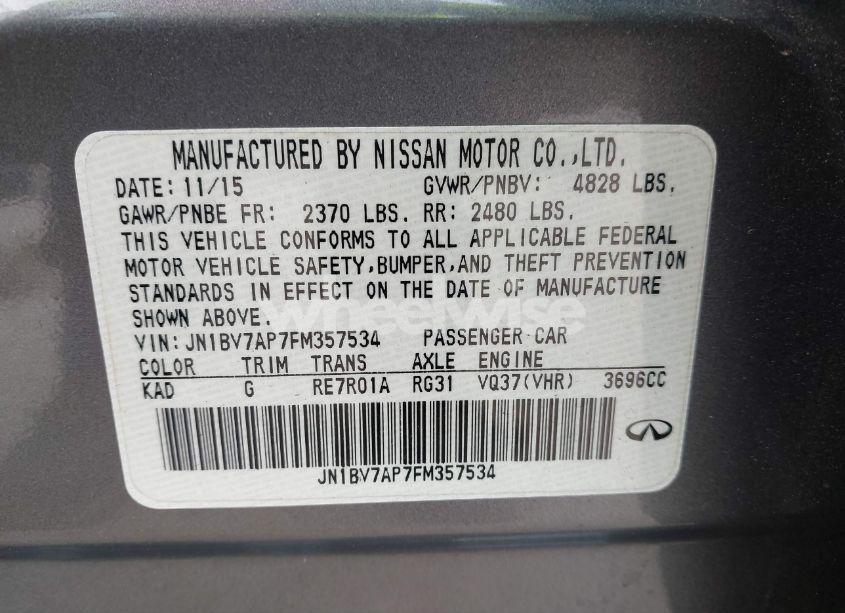 MANUFACTURED BY NISSAN MOTOR CO.,LTD.
DATE: 11/15 GVWR/PNBV: 4828 LBS.
GAWR/PNBE FR: 2370 LBS. RR: 2480 LBS.
THIS VEHICLE CONFORMS TO ALL APPLICABLE FEDERAL
MOTOR VEHICLE SAFETY,BUMPER,AND THEFT PREVENTION
STANDARDS IN EFFECT ON THE DATE OF MANUFACTURE
SHOWN ABOVE.
wheelwise
VIN: JN1BV7AP7FM357534 PASSENGER CAR
COLOR TRIM TRANS AXLE ENGINE
KAD G RE7R01A RG31 VQ37(VHR) 3696CC
JN1BV7AP7FM357534